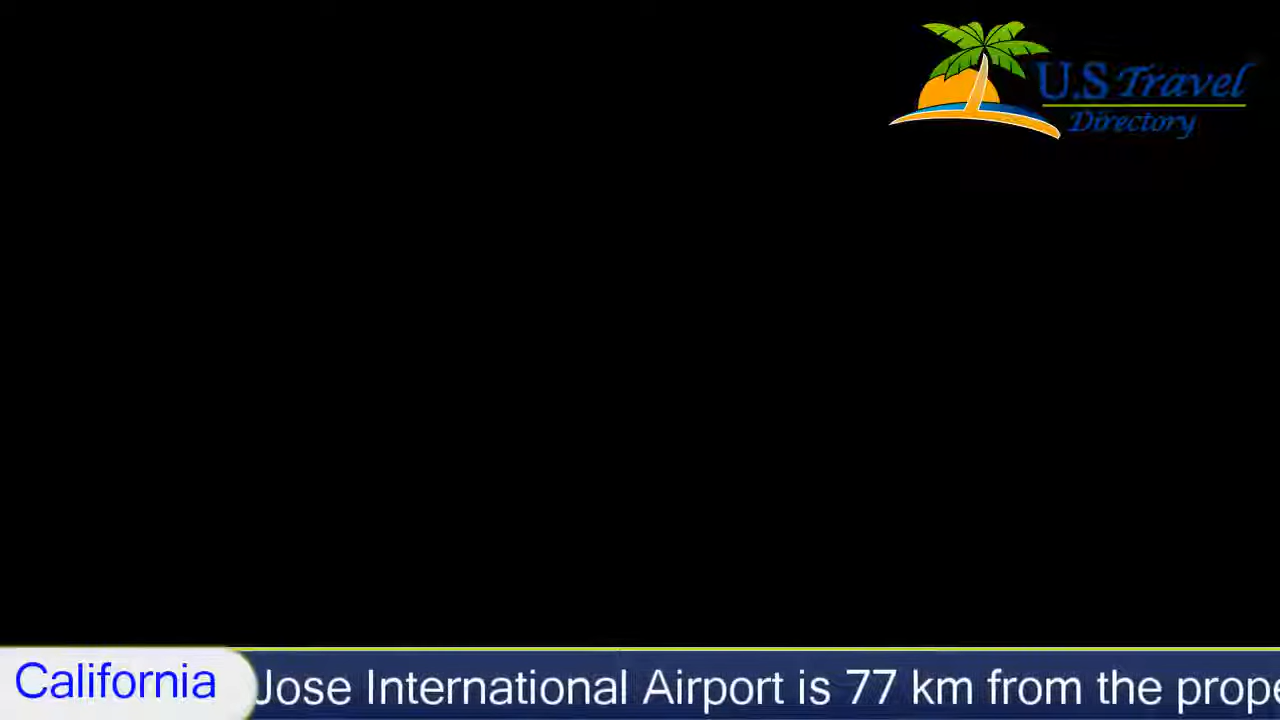 U.S Travel
Directory
California
Jose International Airport is 77 km from the prope